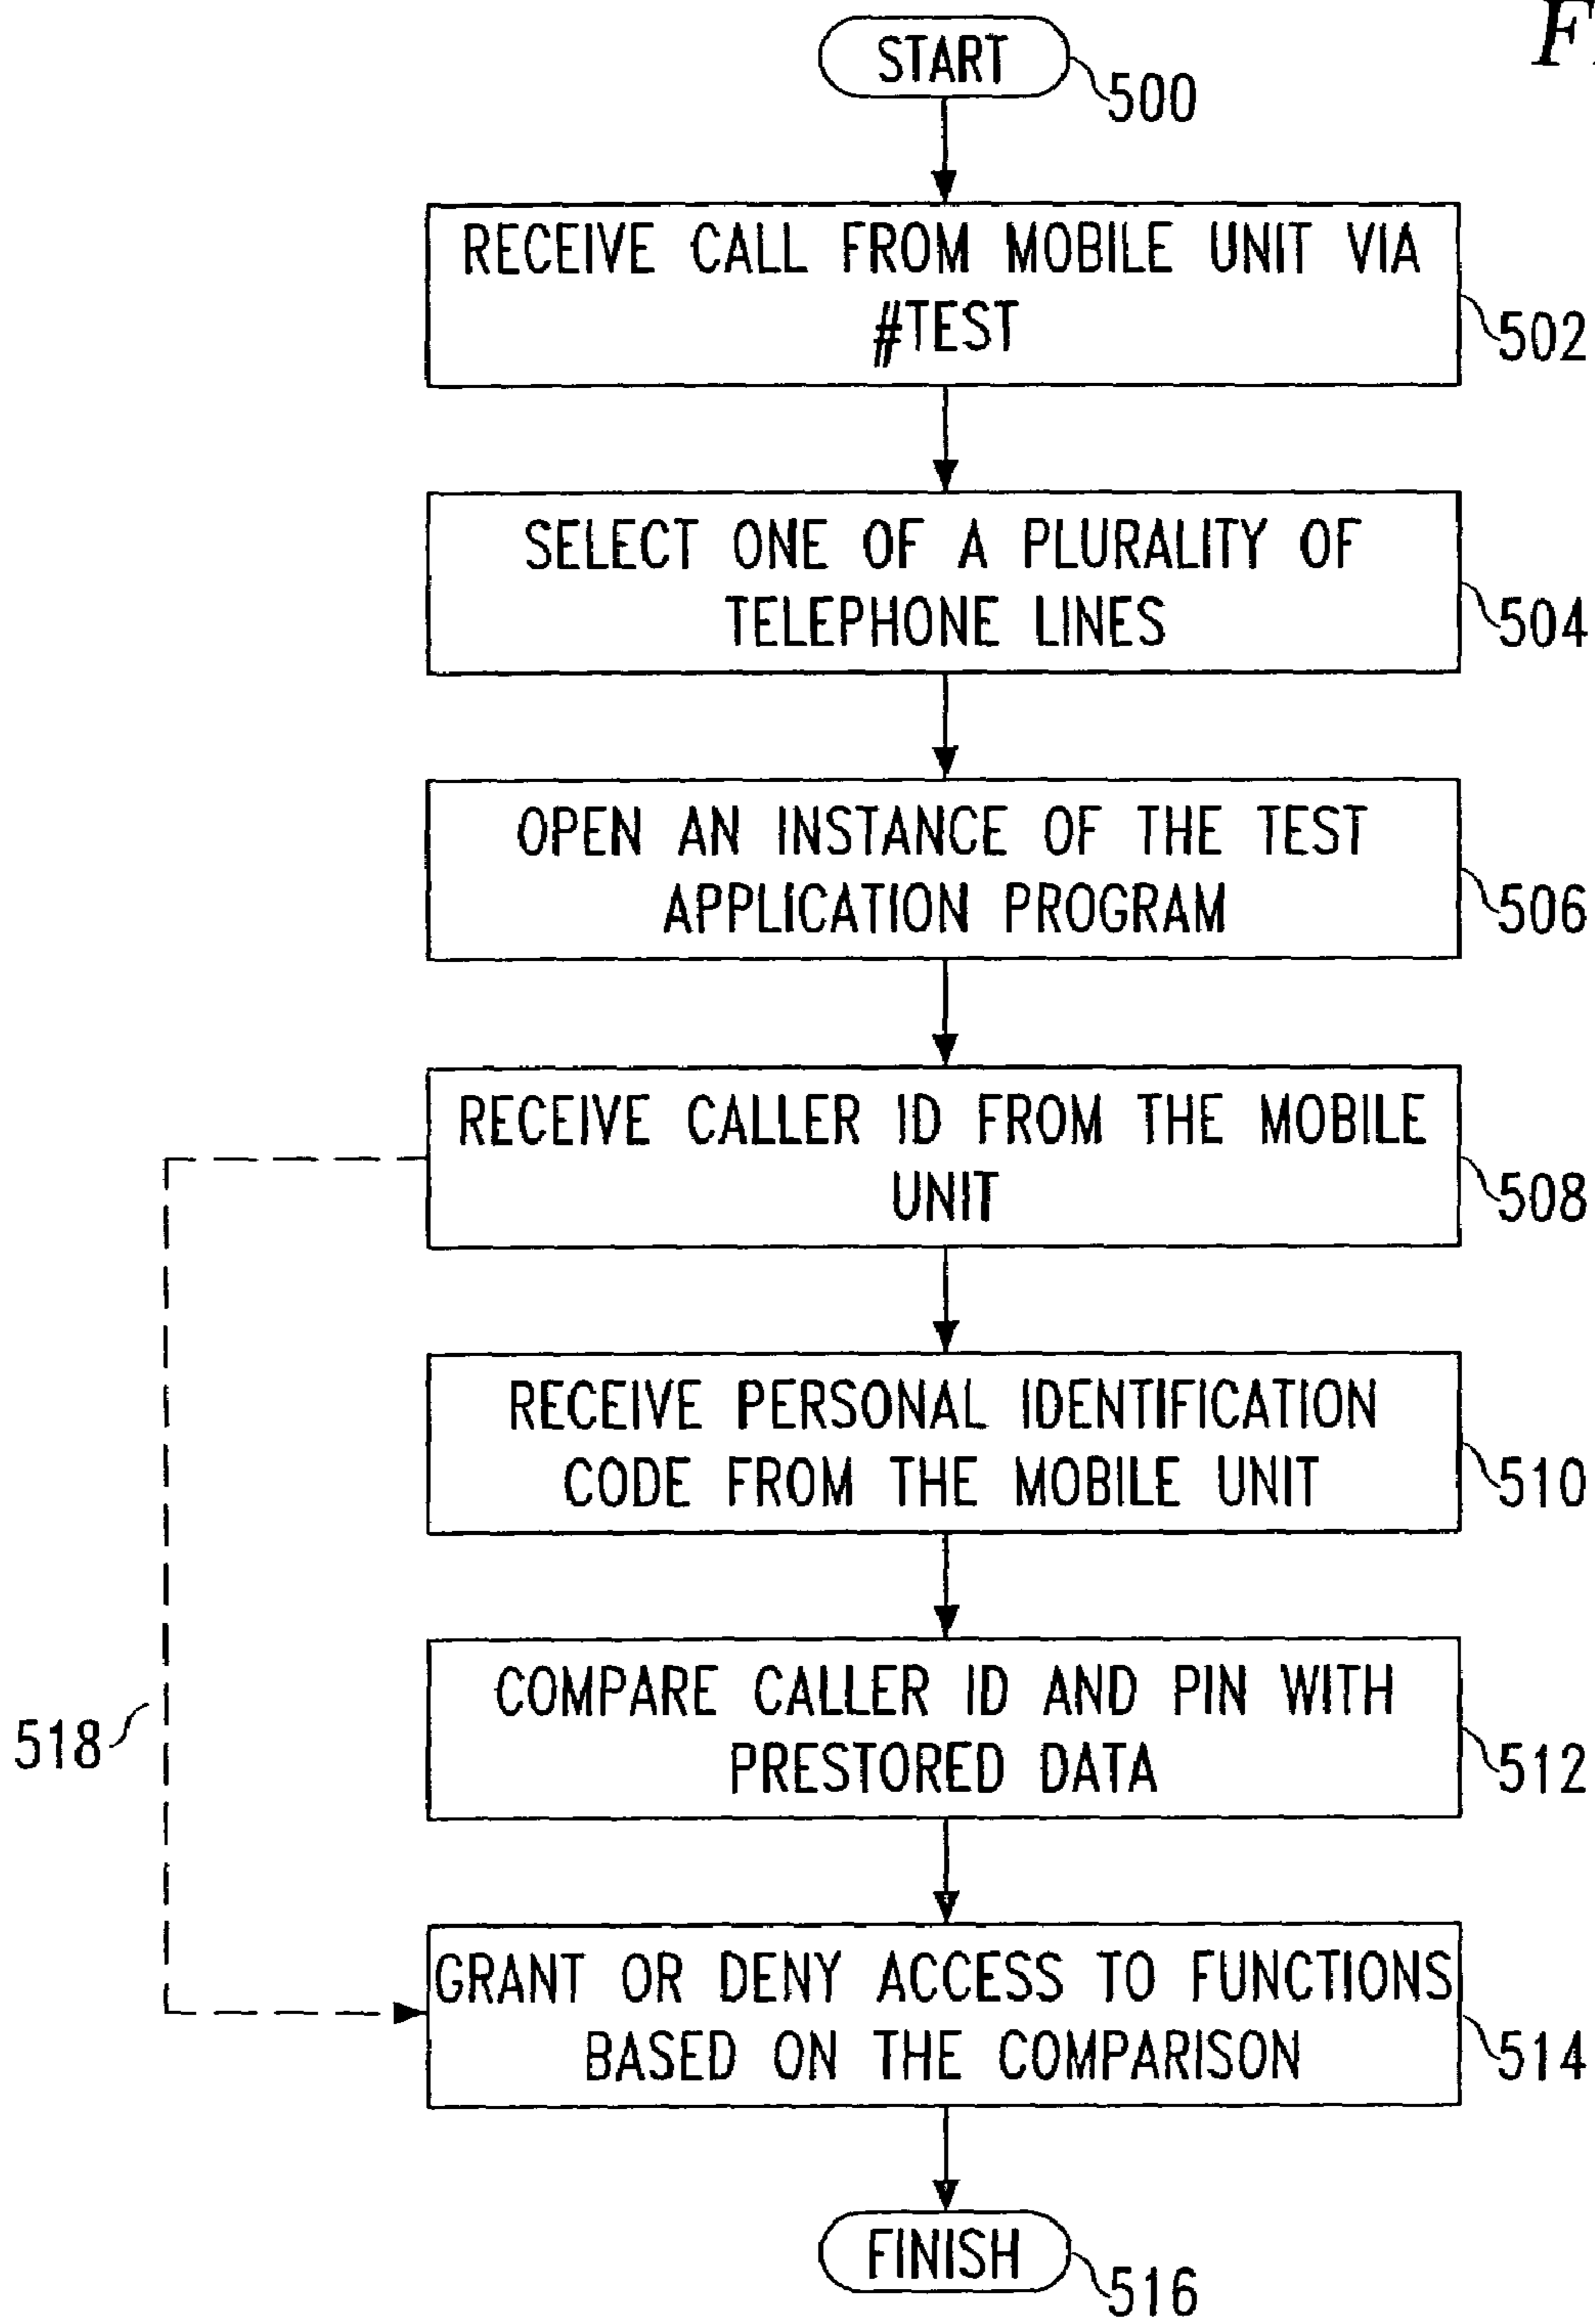 START
500
RECEIVE CALL FROM MOBILE UNIT VIA
#TEST
502
SELECT ONE OF A PLURALITY OF
TELEPHONE LINES
504
OPEN AN INSTANCE OF THE TEST
APPLICATION PROGRAM
506
RECEIVE CALLER ID FROM THE MOBILE
UNIT
508
RECEIVE PERSONAL IDENTIFICATION
CODE FROM THE MOBILE UNIT
510
COMPARE CALLER ID AND PIN WITH
PRESTORED DATA
512
518
GRANT OR DENY ACCESS TO FUNCTIONS
BASED ON THE COMPARISON
514
FINISH
516